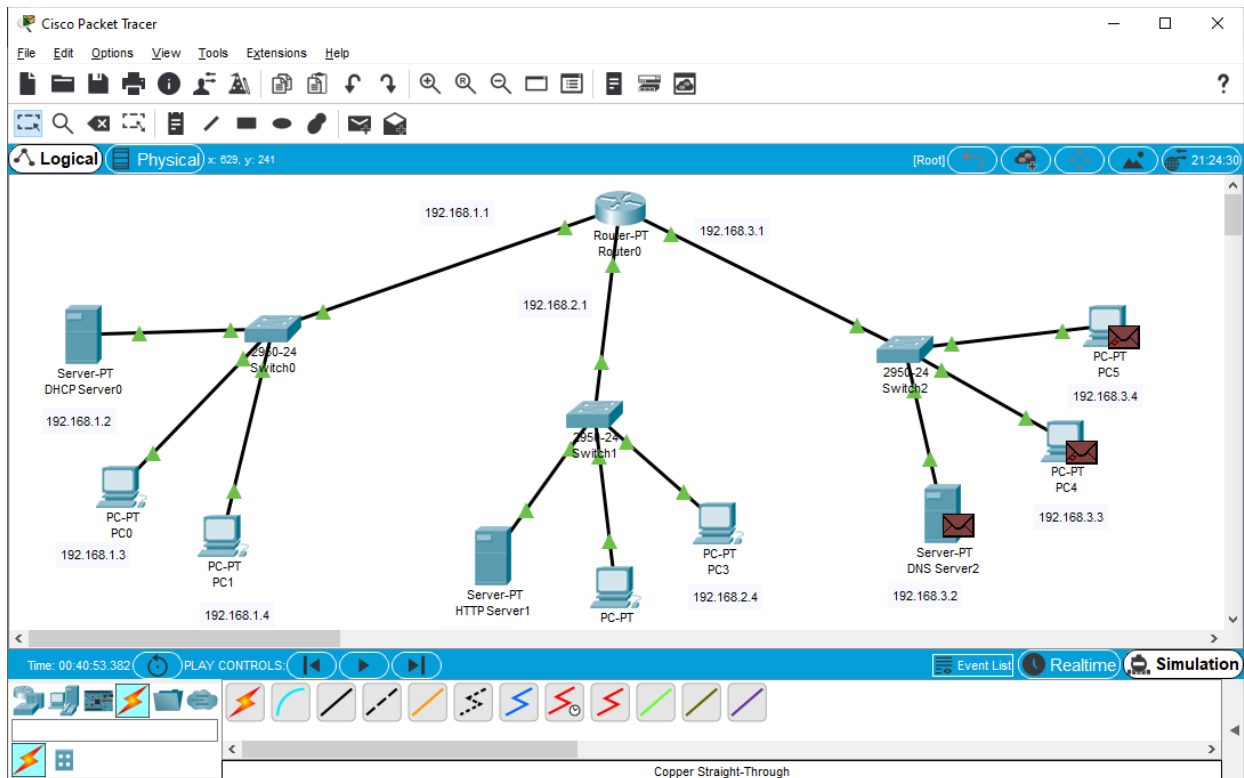 Cisco Packet Tracer
File Edit Options View Tools Extensions Help
?
Logical Physical x: 629, y: 241 [Root] 21:24:30
192.168.1.1
Router-PT
Router0
192.168.3.1
192.168.2.1
Server-PT
DHCP Server0
192.168.1.2
2950-24
Switch0
PC-PT
PC0
192.168.1.3
PC-PT
PC1
192.168.1.4
2950-24
Switch1
Server-PT
HTTP Server1
PC-PT
PC-PT
PC3
192.168.2.4
2950-24
Switch2
PC-PT
PC5
192.168.3.4
PC-PT
PC4
192.168.3.3
Server-PT
DNS Server2
192.168.3.2
Time: 00:40:53.382 PLAY CONTROLS: Event List Realtime Simulation
Copper Straight-Through